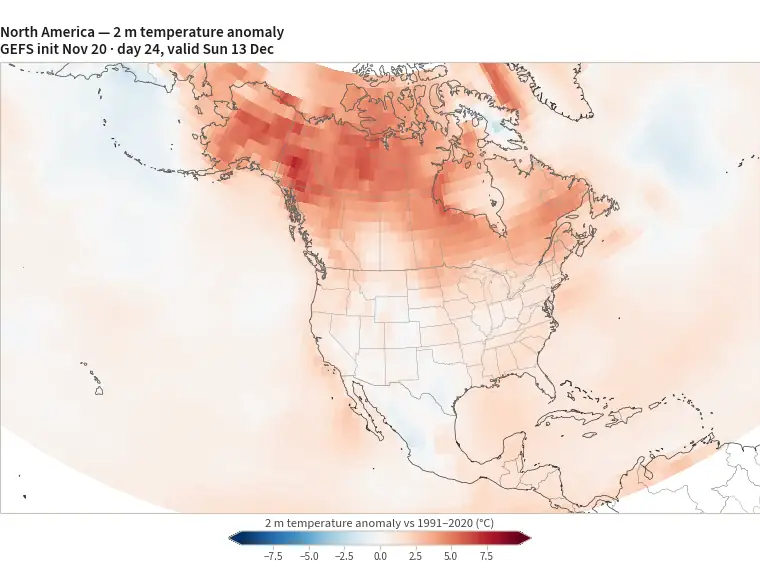 North America — 2 m temperature anomaly
GEFS init Nov 20 · day 24, valid Sun 13 Dec
2 m temperature anomaly vs 1991–2020 (°C)
−7.5 −5.0 −2.5 0.0 2.5 5.0 7.5